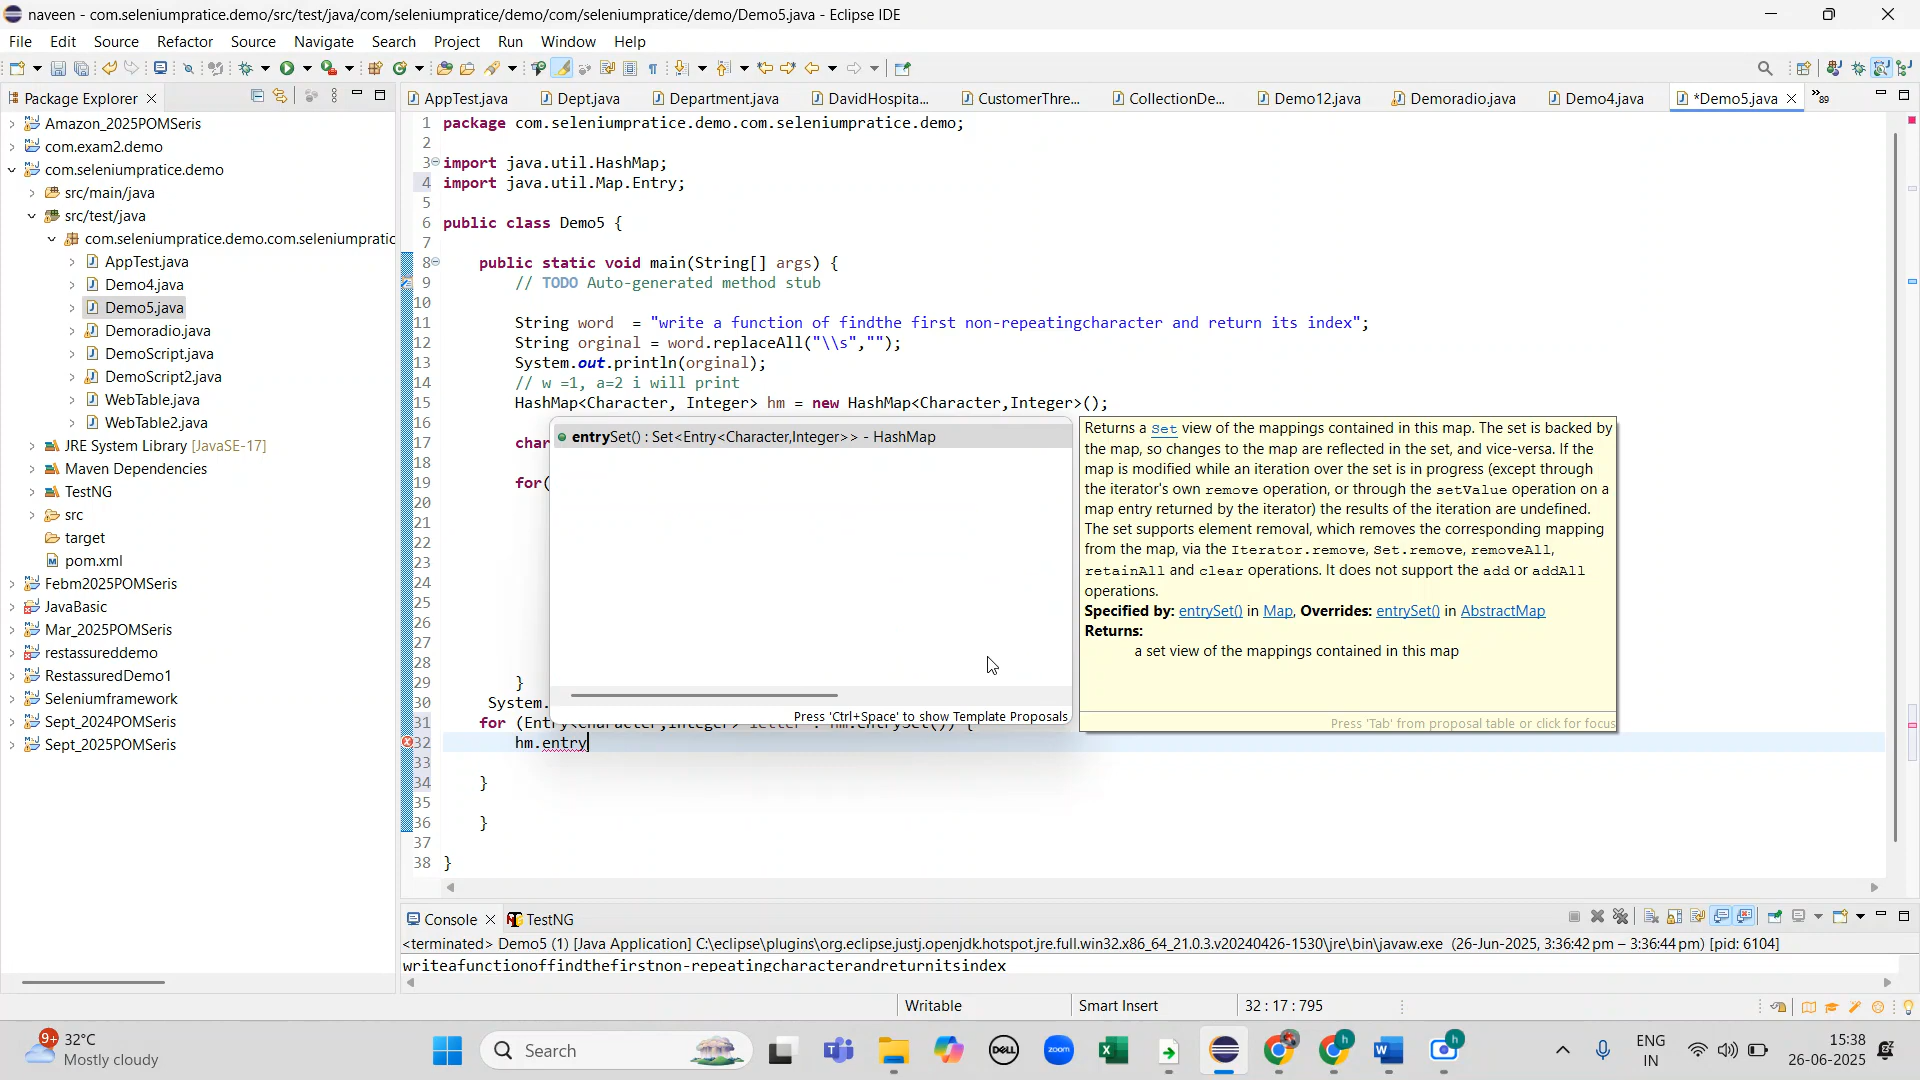 naveen - com.seleniumpratice.demo/src/test/java/com/seleniumpratice/demo/com/seleniumpratice/demo/Demo5.java - Eclipse IDE
File Edit Source Refactor Source Navigate Search Project Run Window Help
Package Explorer
AppTest.java Dept.java Department.java DavidHospita... CustomerThre... CollectionDe... Demo12.java Demoradio.java Demo4.java *Demo5.java »89
Amazon_2025POMSeris
com.exam2.demo
com.seleniumpratice.demo
src/main/java
src/test/java
com.seleniumpratice.demo.com.seleniumpratic
AppTest.java
Demo4.java
Demo5.java
Demoradio.java
DemoScript.java
DemoScript2.java
WebTable.java
WebTable2.java
JRE System Library [JavaSE-17]
Maven Dependencies
TestNG
src
target
pom.xml
Febm2025POMSeris
JavaBasic
Mar_2025POMSeris
restassureddemo
RestassuredDemo1
Seleniumframework
Sept_2024POMSeris
Sept_2025POMSeris
1 package com.seleniumpratice.demo.com.seleniumpratice.demo;
2
3 import java.util.HashMap;
4 import java.util.Map.Entry;
5
6 public class Demo5 {
7
8 public static void main(String[] args) {
9 // TODO Auto-generated method stub
10
11 String word = "write a function of findthe first non-repeatingcharacter and return its index";
12 String orginal = word.replaceAll("\\s","");
13 System.out.println(orginal);
14 // w =1, a=2 i will print
15 HashMap<Character, Integer> hm = new HashMap<Character,Integer>();
16
17 char
18
19 for(
20
21
22
23
24
25
26
27
28
29 }
30 System.
31 for (Entry<Character,Integer> letter : hm.entrySet()) {
32 hm.entry
33
34 }
35
36 }
37
38 }
entrySet() : Set<Entry<Character,Integer>> - HashMap
Press 'Ctrl+Space' to show Template Proposals
Returns a Set view of the mappings contained in this map. The set is backed by
the map, so changes to the map are reflected in the set, and vice-versa. If the
map is modified while an iteration over the set is in progress (except through
the iterator's own remove operation, or through the setValue operation on a
map entry returned by the iterator) the results of the iteration are undefined.
The set supports element removal, which removes the corresponding mapping
from the map, via the Iterator.remove, Set.remove, removeAll,
retainAll and clear operations. It does not support the add or addAll
operations.
Specified by: entrySet() in Map, Overrides: entrySet() in AbstractMap
Returns:
a set view of the mappings contained in this map
Press 'Tab' from proposal table or click for focus
Console TestNG
<terminated> Demo5 (1) [Java Application] C:\eclipse\plugins\org.eclipse.justj.openjdk.hotspot.jre.full.win32.x86_64_21.0.3.v20240426-1530\jre\bin\javaw.exe (26-Jun-2025, 3:36:42 pm – 3:36:44 pm) [pid: 6104]
writeafunctionoffindthefirstnon-repeatingcharacterandreturnitsindex
Writable Smart Insert 32 : 17 : 795
9+ 32°C
Mostly cloudy
Search
DELL
zoom
ENG
IN
15:38
26-06-2025